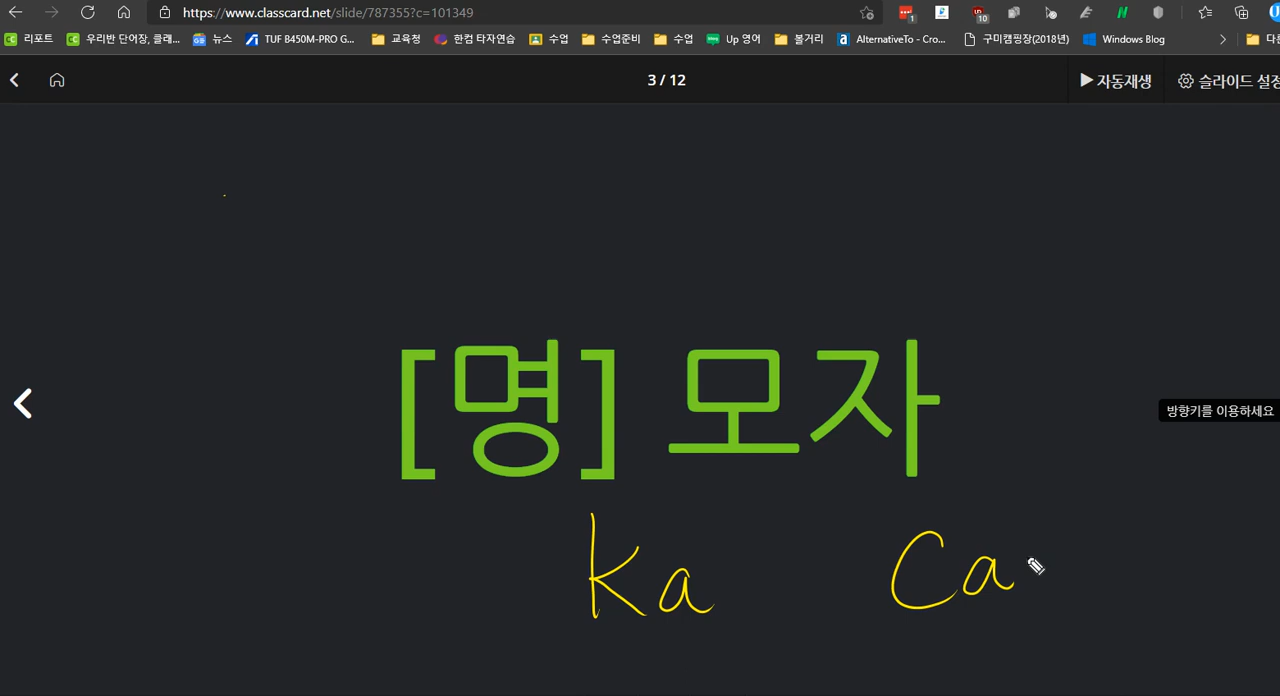 https://www.classcard.net/slide/787355?c=101349
1
10
리포트 우리반 단어장, 클래... 뉴스 TUF B450M-PRO G... 교육청 한컴 타자연습 수업 수업준비 수업 Up 영어 볼거리 AlternativeTo - Cro... 구미캠핑장(2018년) Windows Blog 다른
3 / 12 자동재생 슬라이드 설정
[명] 모자
방향키를 이용하세요
Ka Ca